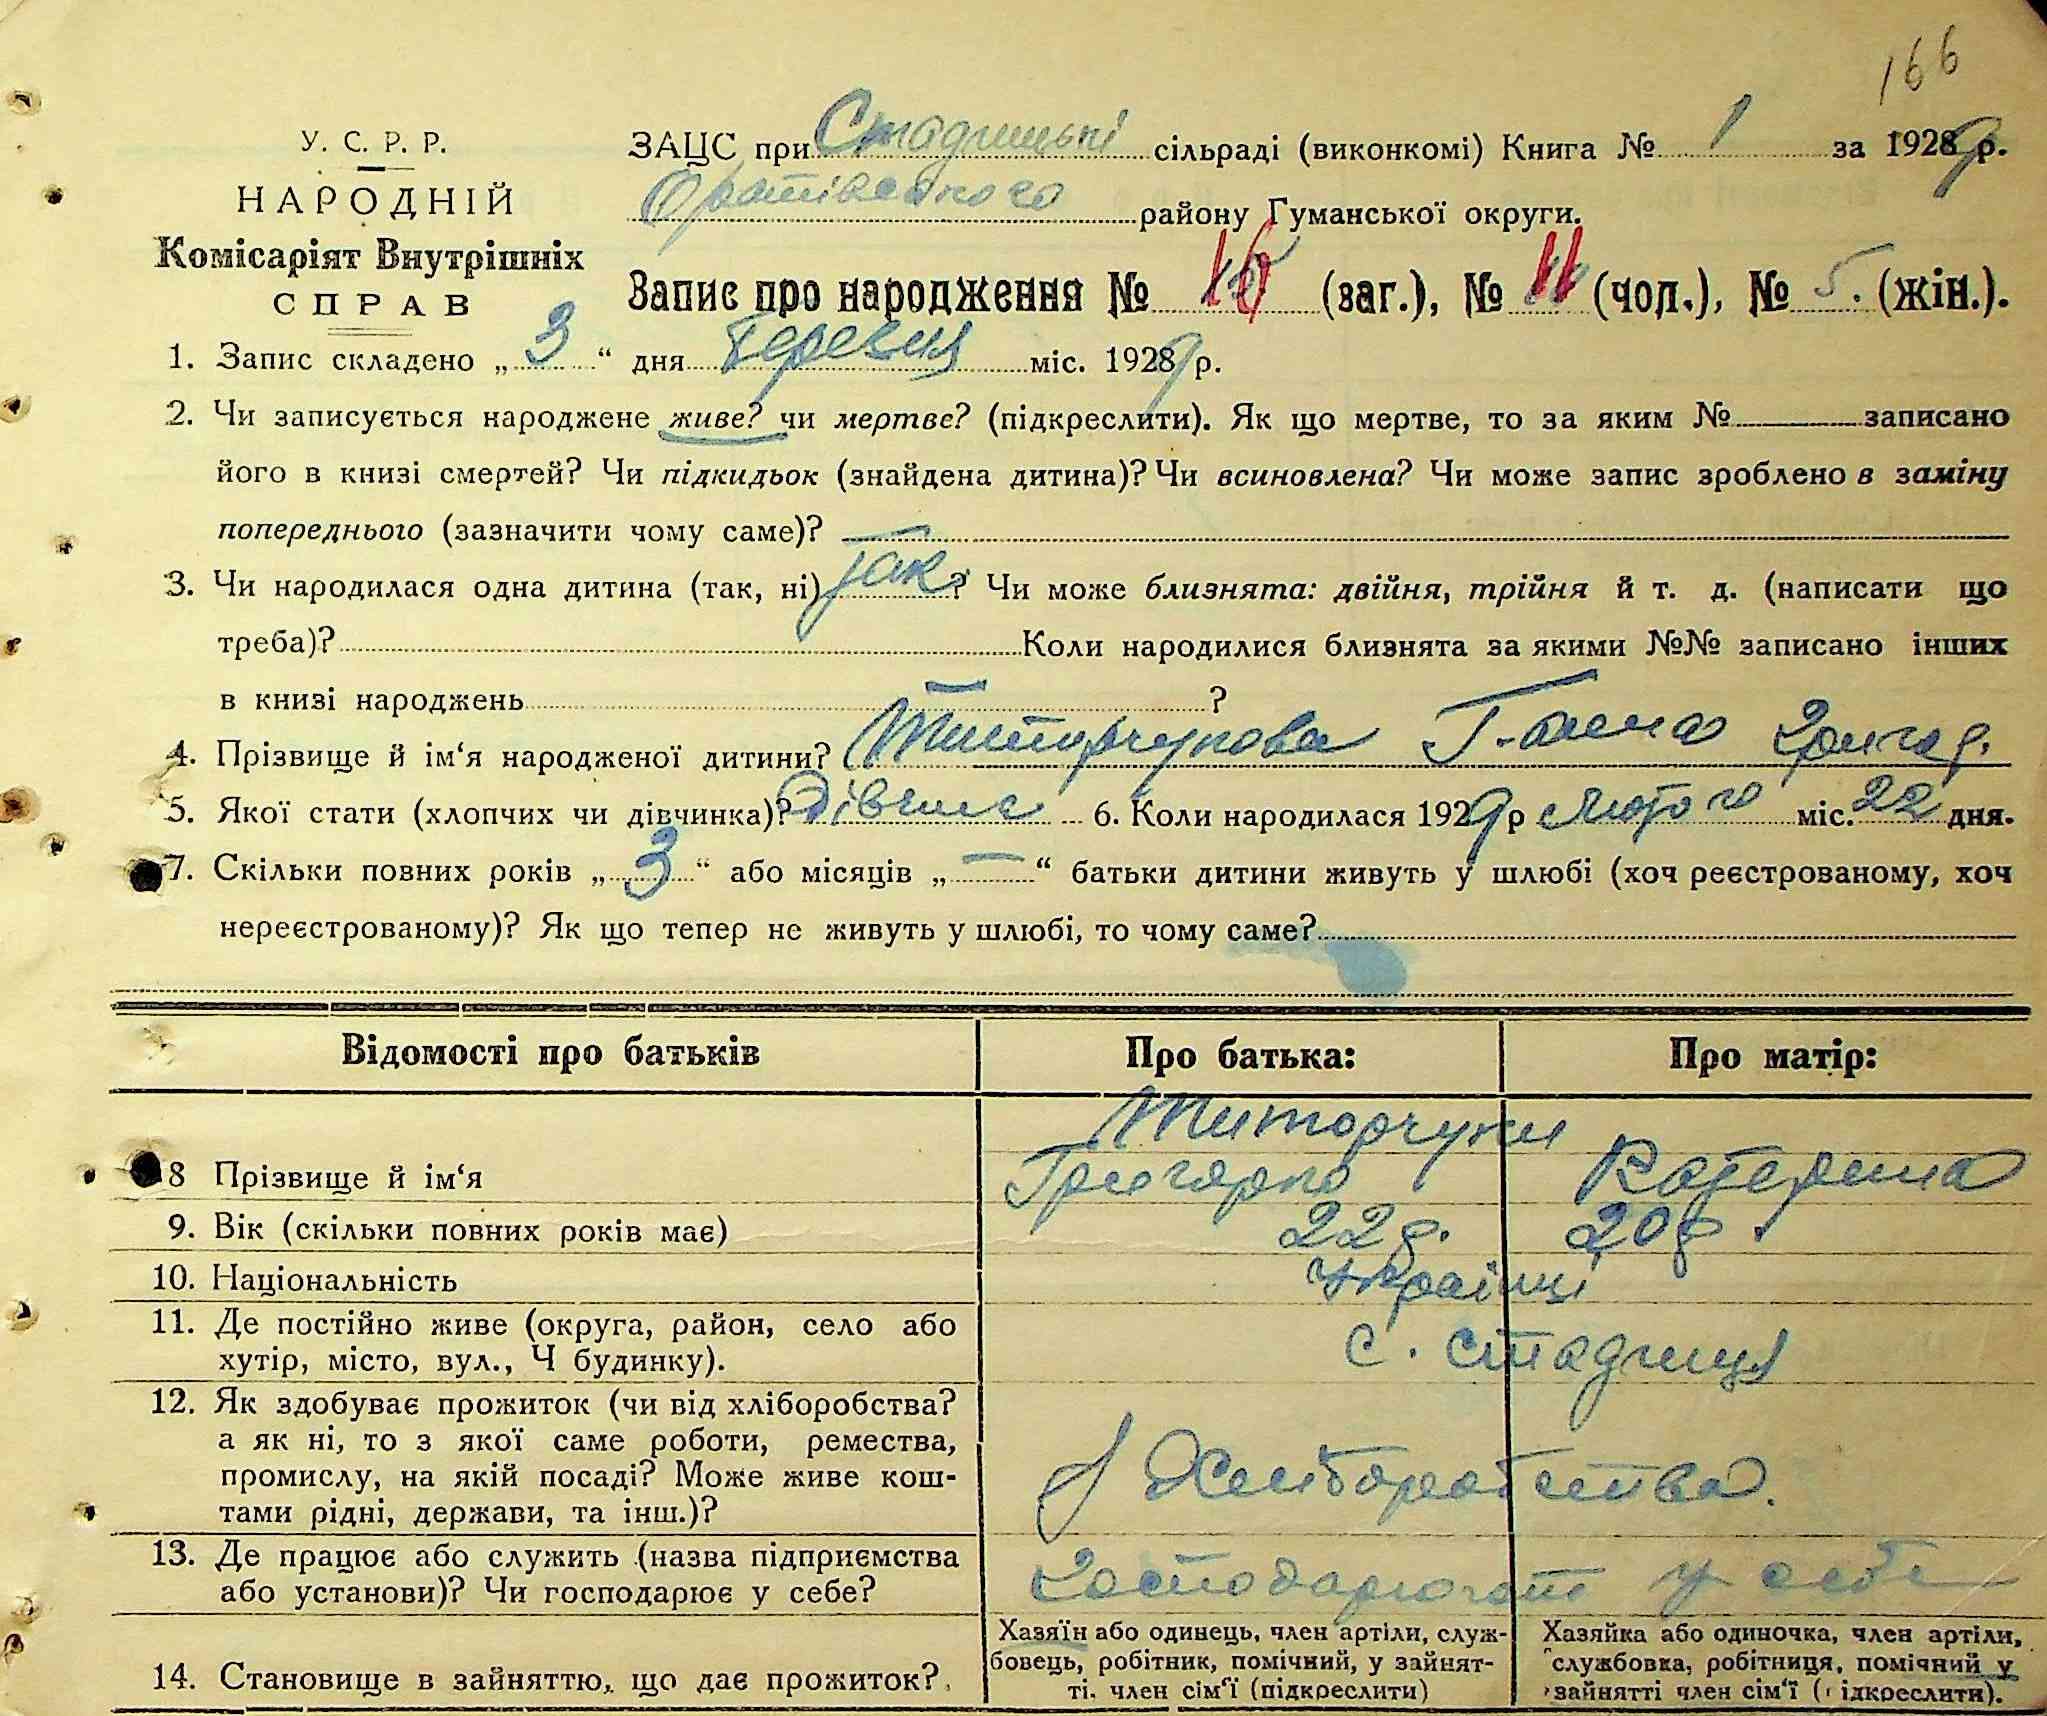 166
У. С. Р. Р.
НАРОДНІЙ
Комісаріят Внутрішніх
СПРАВ
ЗАЦС при Стадницькі сільраді (виконкомі) Книга № 1 за 1929 р.
Оратівського району Гуманської округи.
Запис про народження № 16 (заг.), № 11 (чол.), № 5. (жін.).
1. Запис складено „ 3 “ дня березня міс. 1929 р.
2. Чи записується народжене живе? чи мертве? (підкреслити). Як що мертве, то за яким № записано
його в книзі смертей? Чи підкидьок (знайдена дитина)? Чи всиновлена? Чи може запис зроблено в заміну
попереднього (зазначити чому саме)?
3. Чи народилася одна дитина (так, ні) так? Чи може близнята: двійня, трійня й т. д. (написати що
треба)? Коли народилися близнята за якими №№ записано інших
в книзі народжень ?
4. Прізвище й ім‘я народженої дитини? Титорчукова Ганна Григор.
5. Якої стати (хлопчих чи дівчинка)? Дівчина 6. Коли народилася 1929 р Лютого міс. 22 дня.
7. Скільки повних років „ 3 “ або місяців „ — “ батьки дитини живуть у шлюбі (хоч реєстрованому, хоч
нереєстрованому)? Як що тепер не живуть у шлюбі, то чому саме?
Відомості про батьків Про батька: Про матір:
Титорчуки
8 Прізвище й ім‘я Григорко Катерина
9. Вік (скільки повних років має) 22 р. 20 р.
10. Національність Українці
11. Де постійно живе (округа, район, село або
хутір, місто, вул., Ч будинку). с. Стадниця
12. Як здобуває прожиток (чи від хліборобства?
а як ні, то з якої саме роботи, ремества,
промислу, на якій посаді? Може живе кош-
тами рідні, держави, та інш.)? Хліборобства.
13. Де працює або служить (назва підприємства
або установи)? Чи господарює у себе? Господарюють у себе
14. Становище в зайняттю, що дає прожиток?
Хазяїн або одинець, член артіли, служ-
бовець, робітник, помічний, у зайнят-
ті, член сім‘ї (підкреслити)
Хазяйка або одиночка, член артіли,
службовка, робітниця, помічний у
зайнятті член сім‘ї (підкреслити).